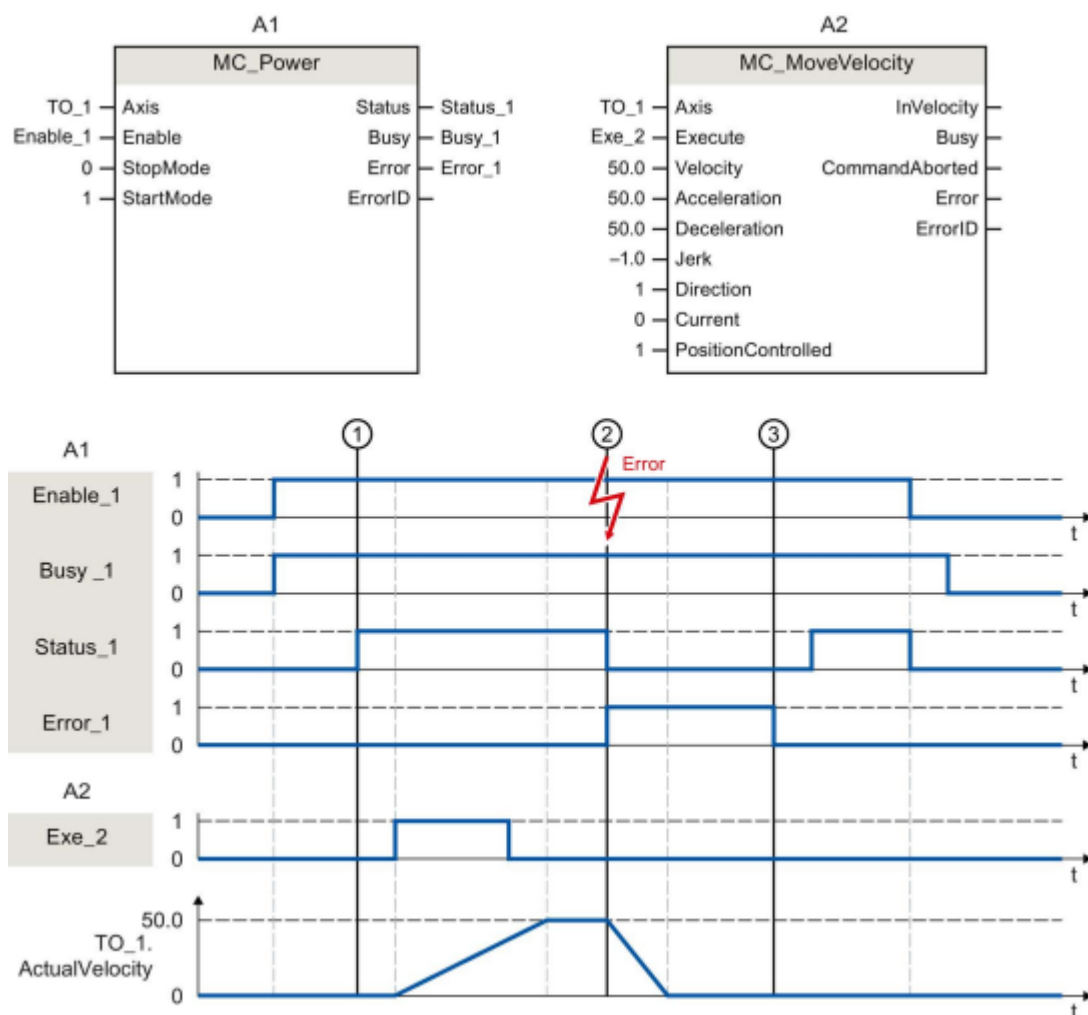 A1 A2
MC_Power MC_MoveVelocity
TO_1 Axis Status Status_1 TO_1 Axis InVelocity
Enable_1 Enable Busy Busy_1 Exe_2 Execute Busy
0 StopMode Error Error_1 50.0 Velocity CommandAborted
1 StartMode ErrorID 50.0 Acceleration Error
50.0 Deceleration ErrorID
–1.0 Jerk
1 Direction
0 Current
1 PositionControlled
1 2 3
A1
Error
Enable_1 1
0
t
Busy _1 1
0
t
Status_1 1
0
t
Error_1 1
0
t
A2
Exe_2 1
0
t
50.0
TO_1.
ActualVelocity
0
t